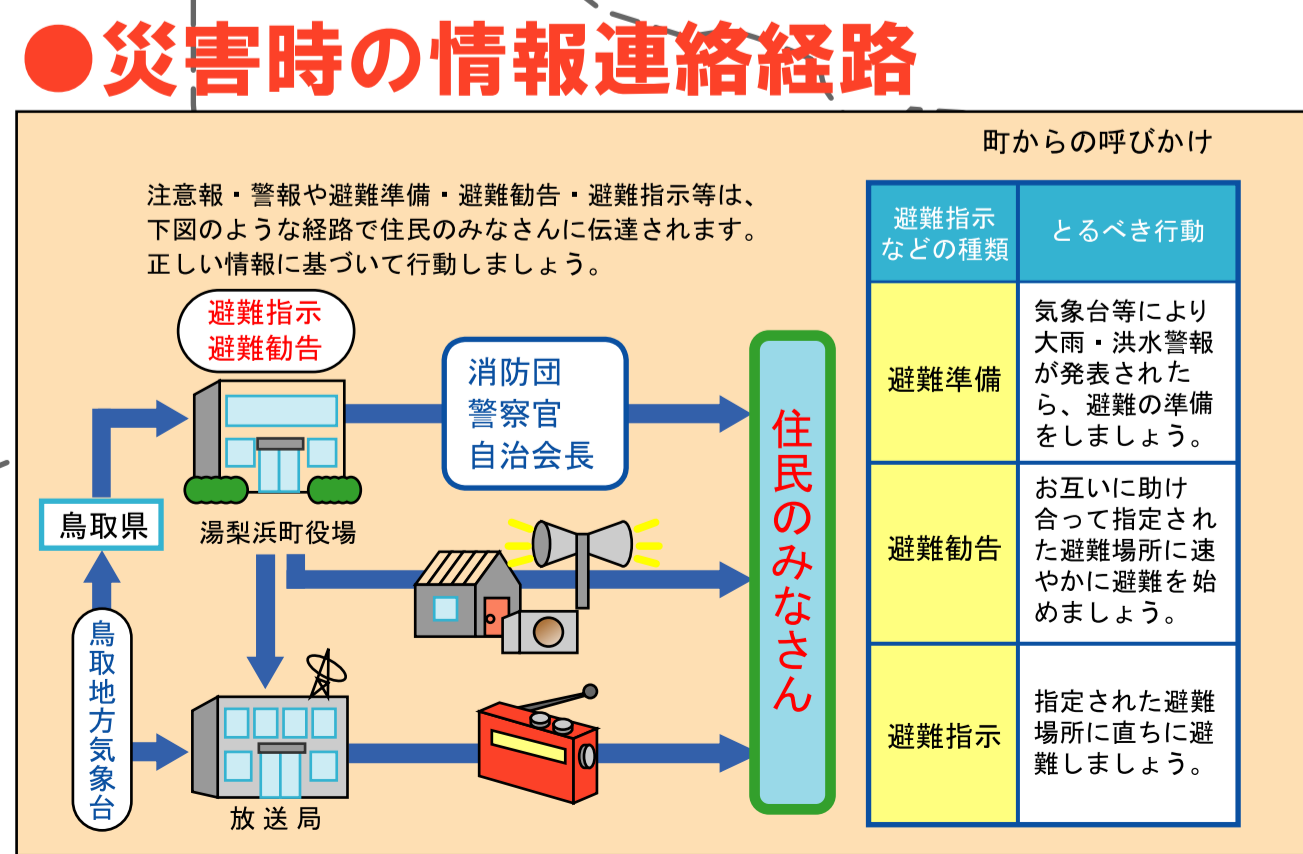 ●災害時の情報連絡経路
町からの呼びかけ
注意報・警報や避難準備・避難勧告・避難指示等は、
下図のような経路で住民のみなさんに伝達されます。
正しい情報に基づいて行動しましょう。
避難指示
避難勧告
消防団
警察官
自治会長
鳥取県
湯梨浜町役場
鳥取地方気象台
放送局
住民のみなさん
避難指示
などの種類
とるべき行動
避難準備
気象台等により
大雨・洪水警報
が発表された
ら、避難の準備
をしましょう。
避難勧告
お互いに助け
合って指定され
た避難場所に速
やかに避難を始
めましょう。
避難指示
指定された避難
場所に直ちに避
難しましょう。